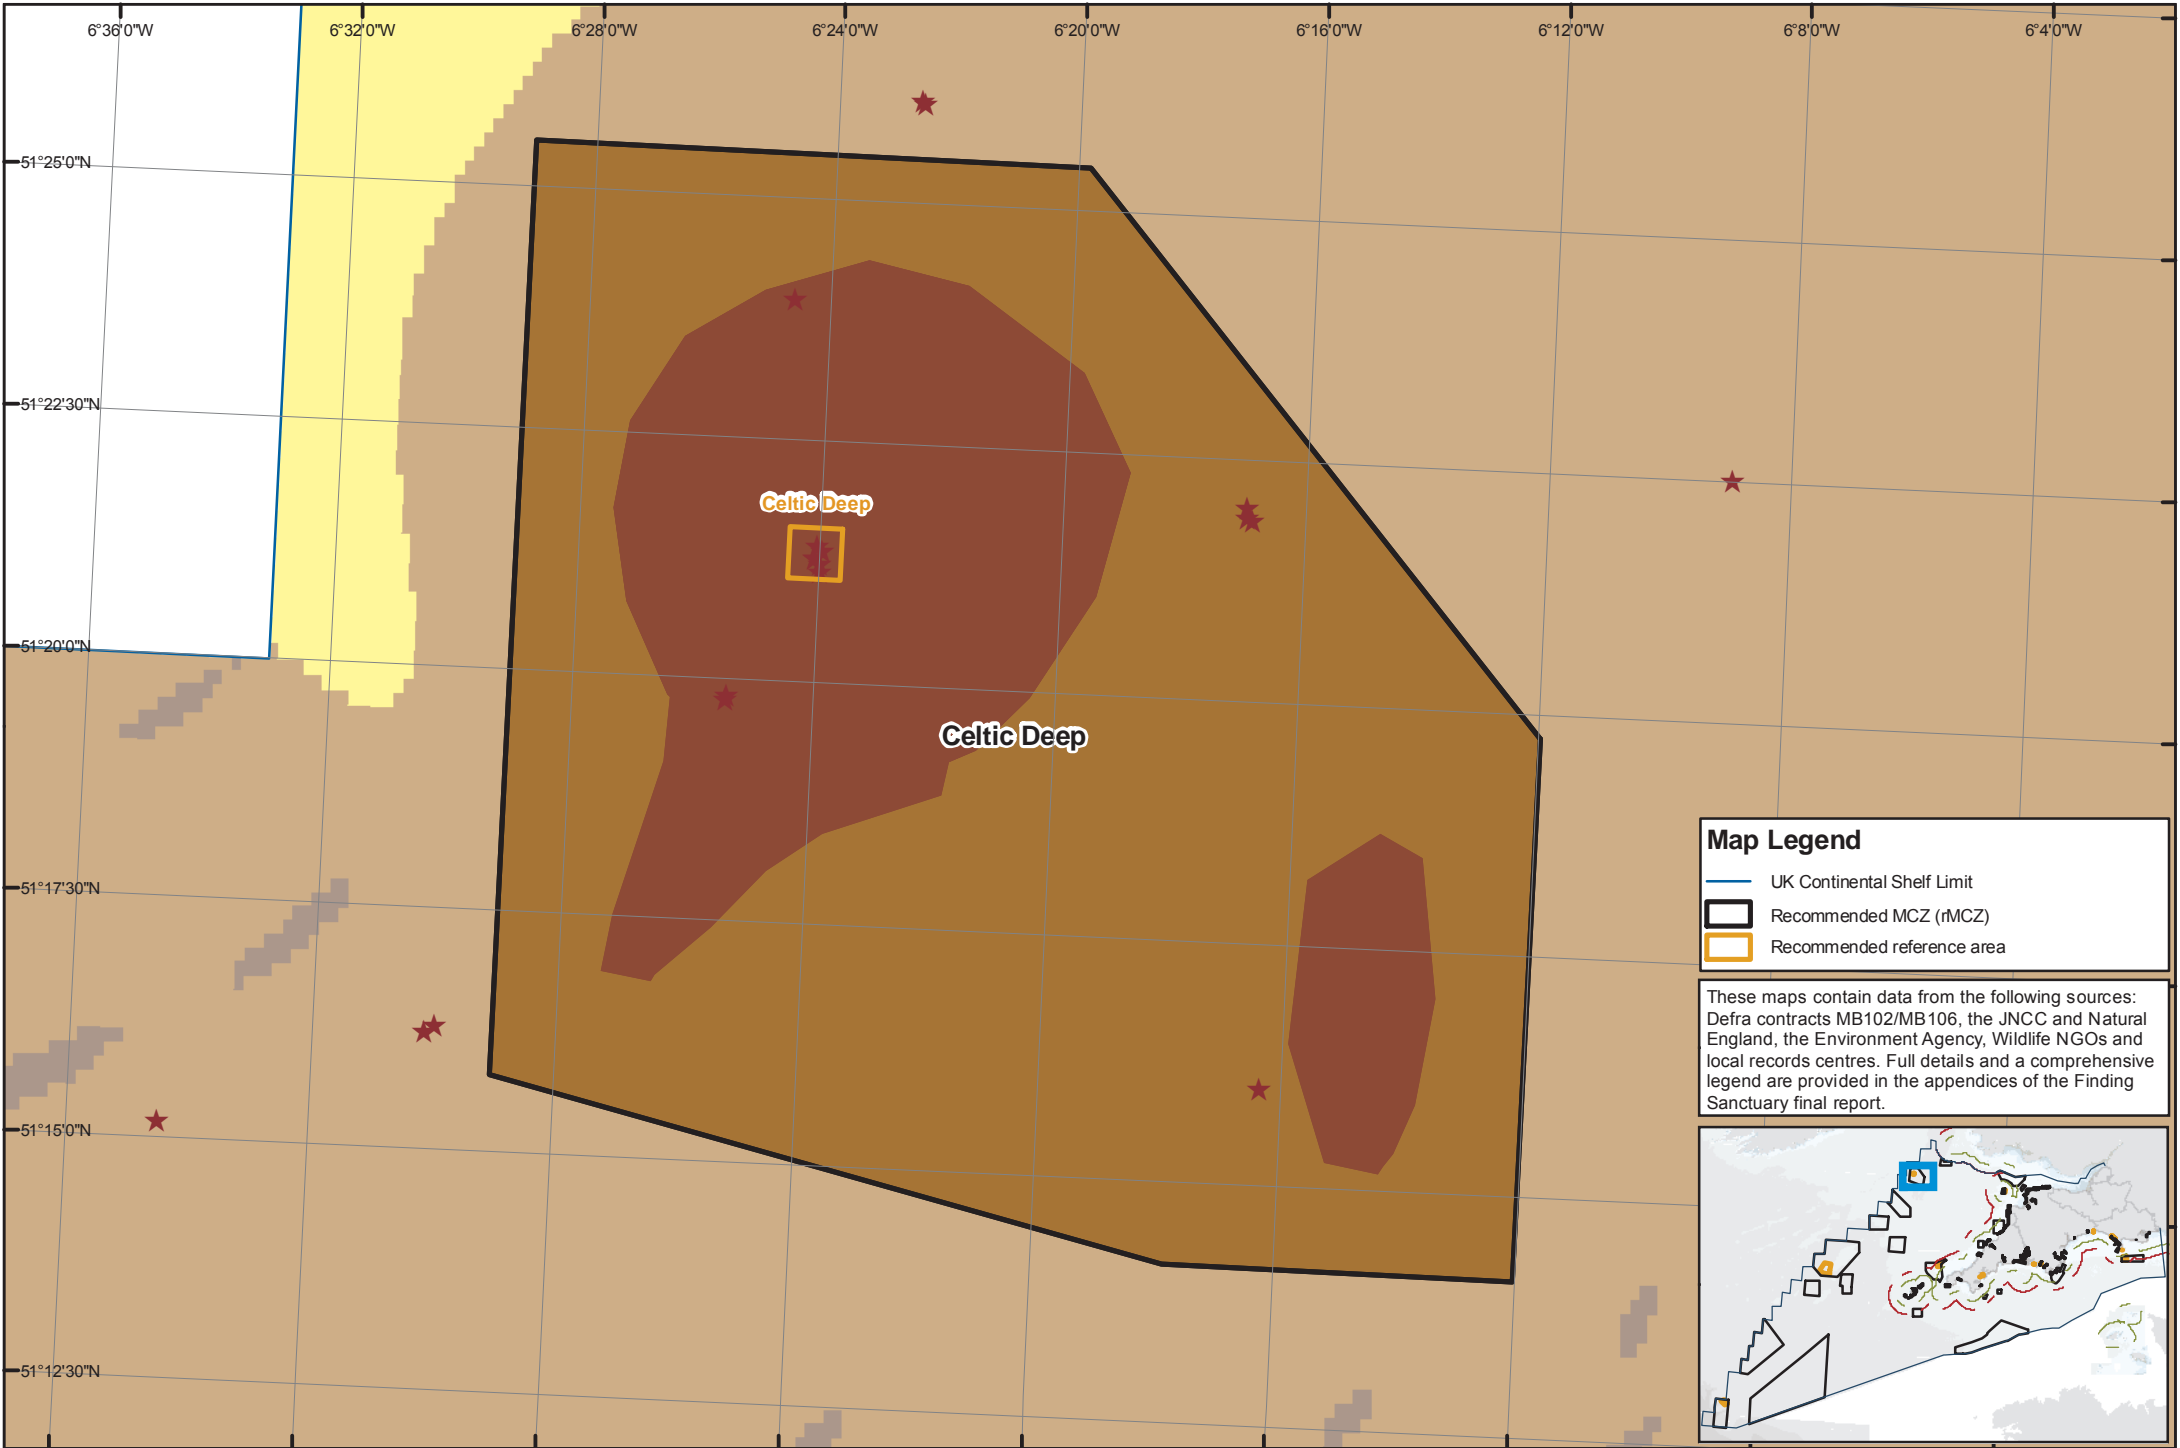 6°36'0"W
6°32'0"W
6°28'0"W
6°24'0"W
6°20'0"W
6°16'0"W
6°12'0"W
6°8'0"W
6°4'0"W
51°25'0"N
51°22'30"N
Celtic Deep
51°20'0"N
Celtic Deep
51°17'30"N
51°15'0"N
51°12'30"N
Map Legend
UK Continental Shelf Limit
Recommended MCZ (rMCZ)
Recommended reference area
These maps contain data from the following sources:
Defra contracts MB102/MB106, the JNCC and Natural
England, the Environment Agency, Wildlife NGOs and
local records centres. Full details and a comprehensive
legend are provided in the appendices of the Finding
Sanctuary final report.